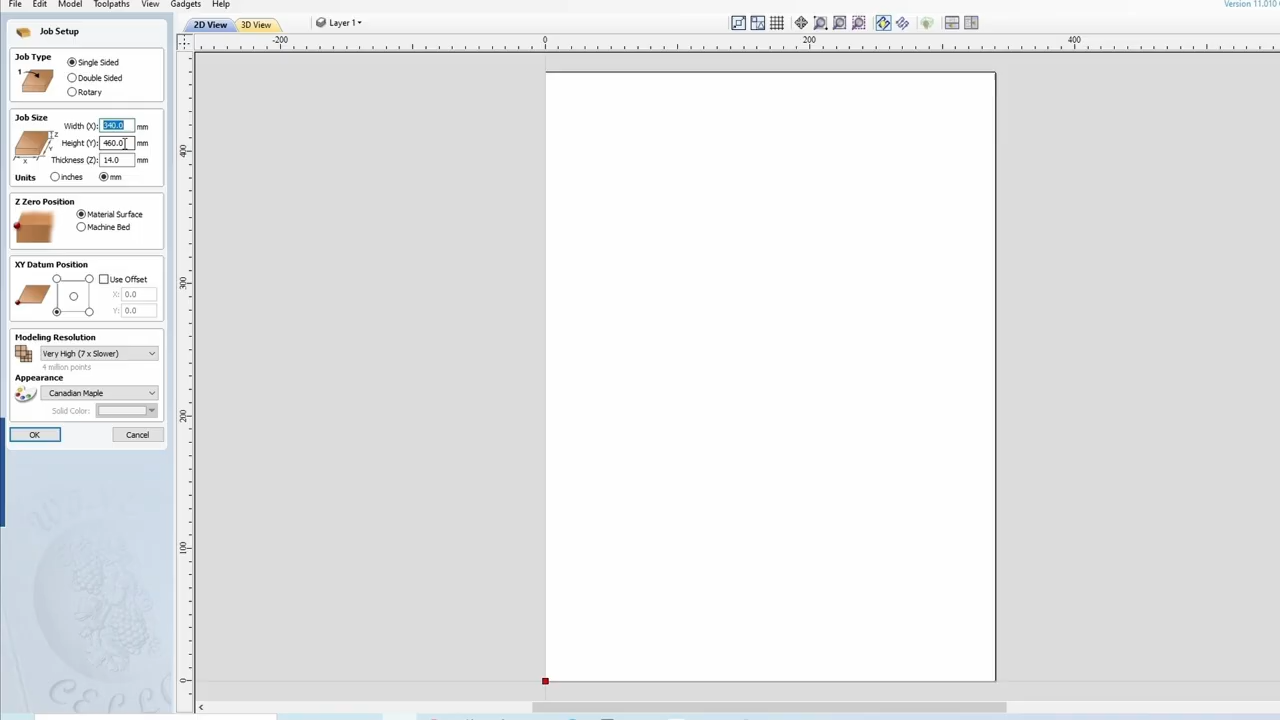 File Edit Model Toolpaths View Gadgets Help
Version 11.010
Job Setup
2D View 3D View Layer 1
-200 0 200 400
Job Type
Single Sided
Double Sided
Rotary
Job Size
Width (X): 340.0 mm
Height (Y): 460.0 mm
Thickness (Z): 14.0 mm
Units inches mm
Z Zero Position
Material Surface
Machine Bed
XY Datum Position
Use Offset
X: 0.0
Y: 0.0
Modeling Resolution
Very High (7 x Slower)
4 million points
Appearance
Canadian Maple
Solid Color:
OK Cancel
400
300
200
100
0